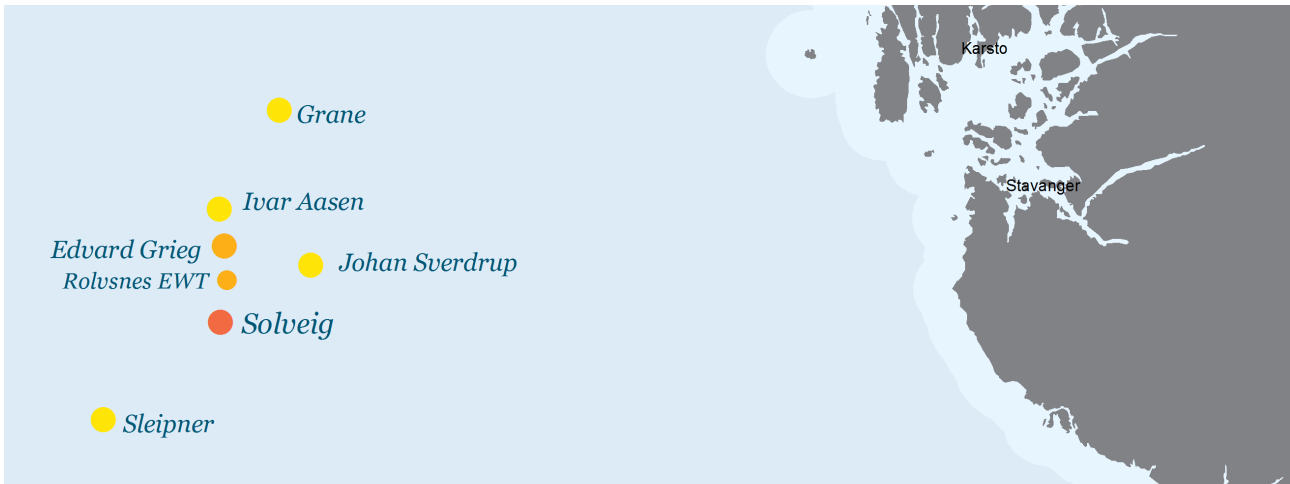 Karsto
Grane
Stavanger
Ivar Aasen
Edvard Grieg
Johan Sverdrup
Rolvsnes EWT
Solveig
Sleipner